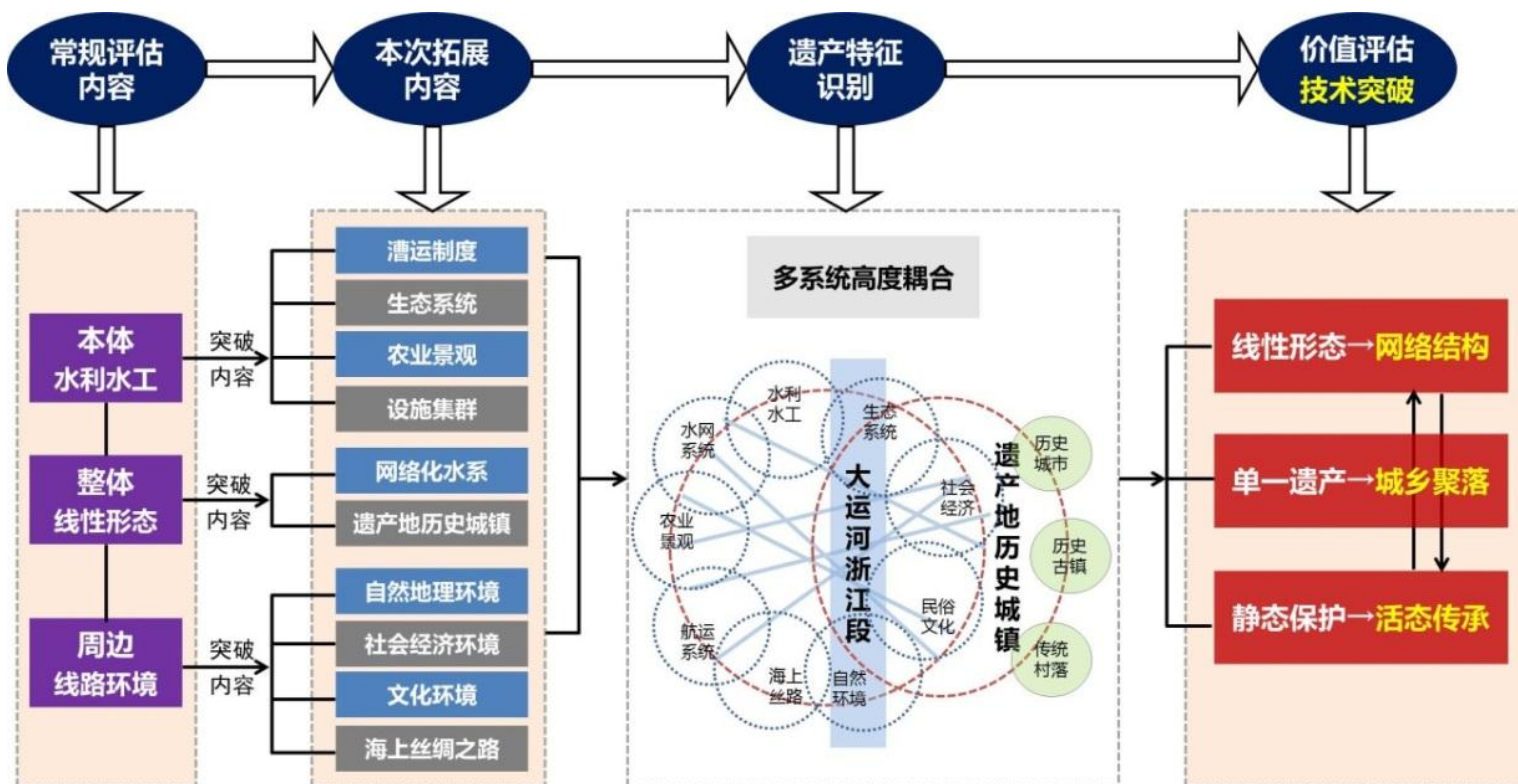 常规评估
内容
本次拓展
内容
遗产特征
识别
价值评估
技术突破
本体
水利水工
整体
线性形态
周边
线路环境
突破
内容
突破
内容
突破
内容
漕运制度
生态系统
农业景观
设施集群
网络化水系
遗产地历史城镇
自然地理环境
社会经济环境
文化环境
海上丝绸之路
多系统高度耦合
水利
水工
生态
系统
水网
系统
农业
景观
航运
系统
海上
丝路
自然
环境
社会
经济
民俗
文化
大运河浙江段
遗产地历史城镇
历史
城市
历史
古镇
传统
村落
线性形态→网络结构
单一遗产→城乡聚落
静态保护→活态传承